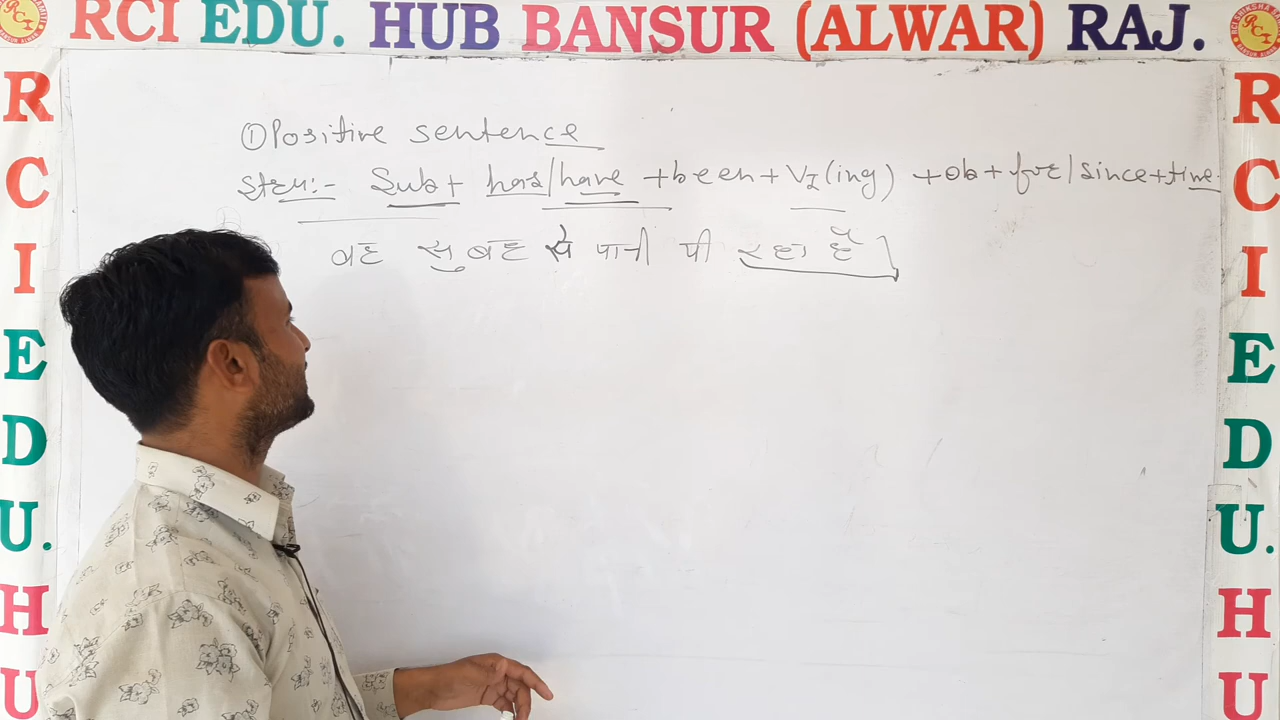 RCI EDU. HUB BANSUR (ALWAR) RAJ.
R
C
I
E
D
U.
H
U
① Positive sentence
Stru:- Sub+ has/have +been+ V₁(ing) +ob+ for/since+time.
वह सुबह से पानी पी रहा है।
R
C
I
E
D
U.
H
U